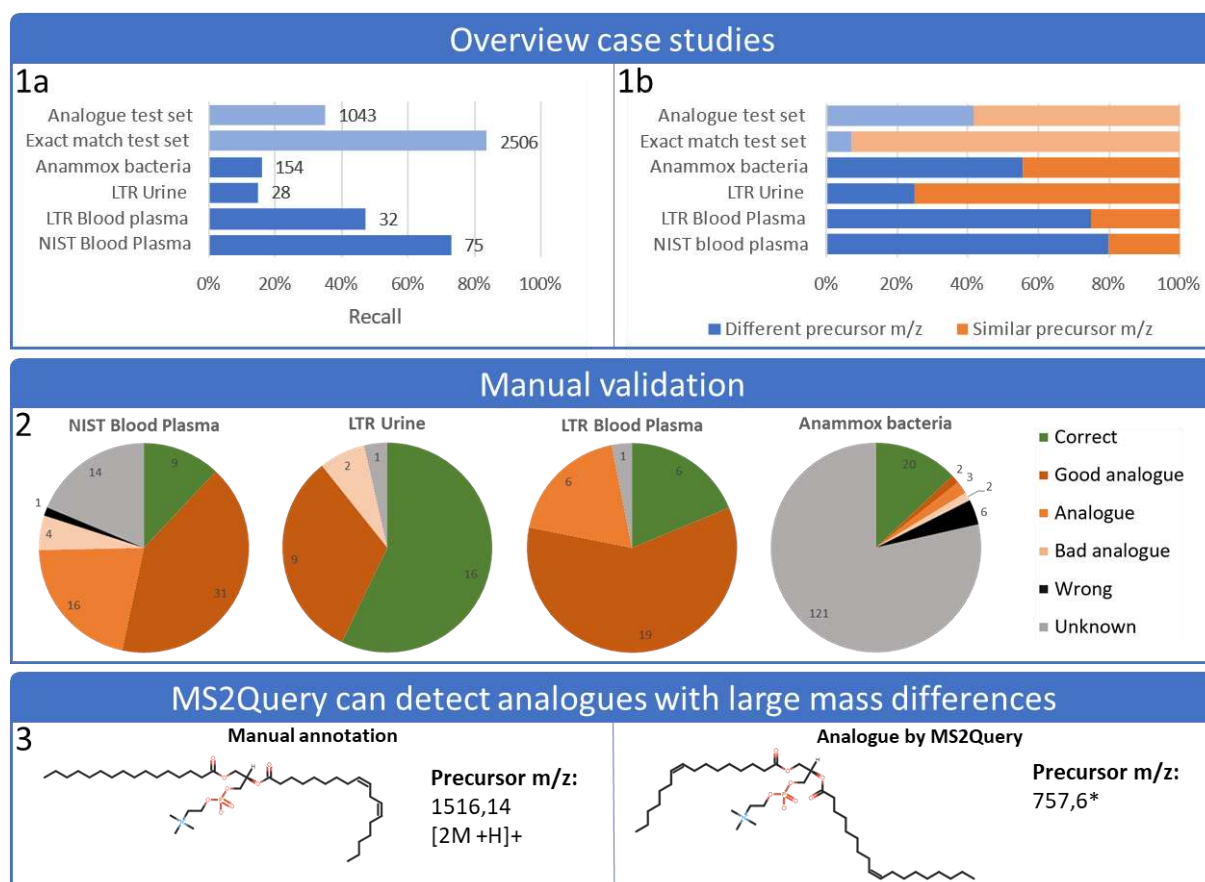 Overview case studies
1a
Analogue test set
1043
Exact match test set
2506
Anammox bacteria
154
LTR Urine
28
LTR Blood plasma
32
NIST Blood Plasma
75
0% 20% 40% 60% 80% 100%
Recall
1b
Analogue test set
Exact match test set
Anammox bacteria
LTR Urine
LTR Blood Plasma
NIST blood plasma
0% 20% 40% 60% 80% 100%
Different precursor m/z Similar precursor m/z
Manual validation
2
NIST Blood Plasma
9
31
16
4
1
14
LTR Urine
16
9
2
1
LTR Blood Plasma
6
19
6
1
Anammox bacteria
20
2
3
2
6
121
Correct
Good analogue
Analogue
Bad analogue
Wrong
Unknown
MS2Query can detect analogues with large mass differences
3
Manual annotation
H
O
O
O
O
O
P
O
O
O
N
Precursor m/z:
1516,14
[2M +H]+
Analogue by MS2Query
H
O
O
O
O
O
P
O
O
O
N
Precursor m/z:
757,6*